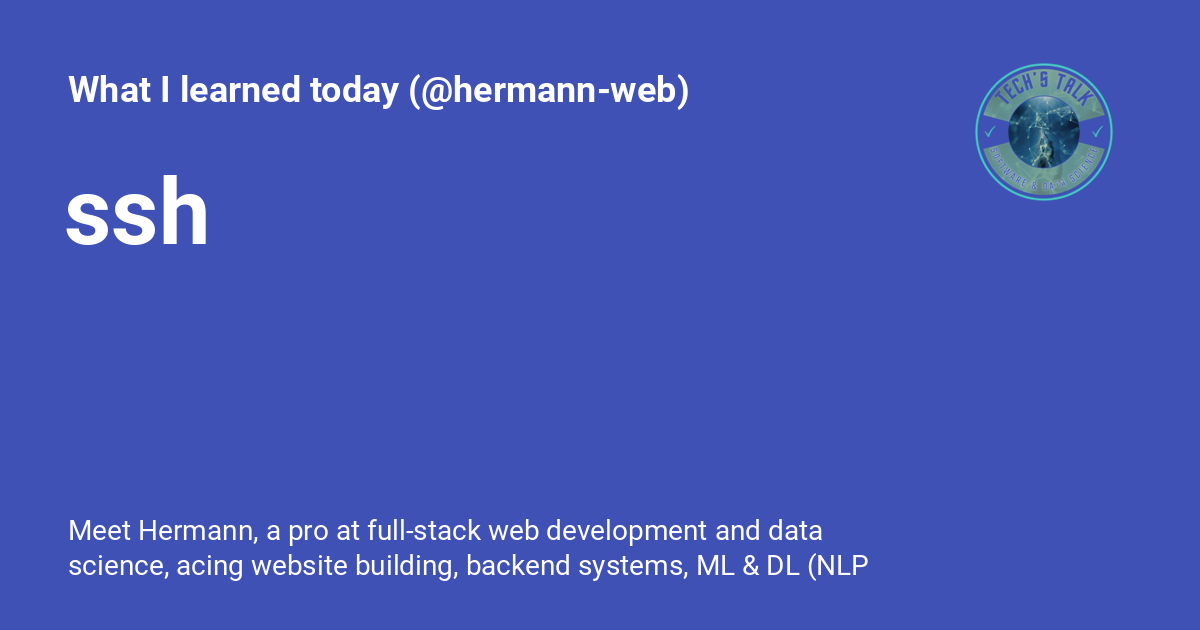 What I learned today (@hermann-web)
TECH'S TALK
ssh
SOFTWARE & DATA SCIENCE
Meet Hermann, a pro at full-stack web development and data
science, acing website building, backend systems, ML & DL (NLP